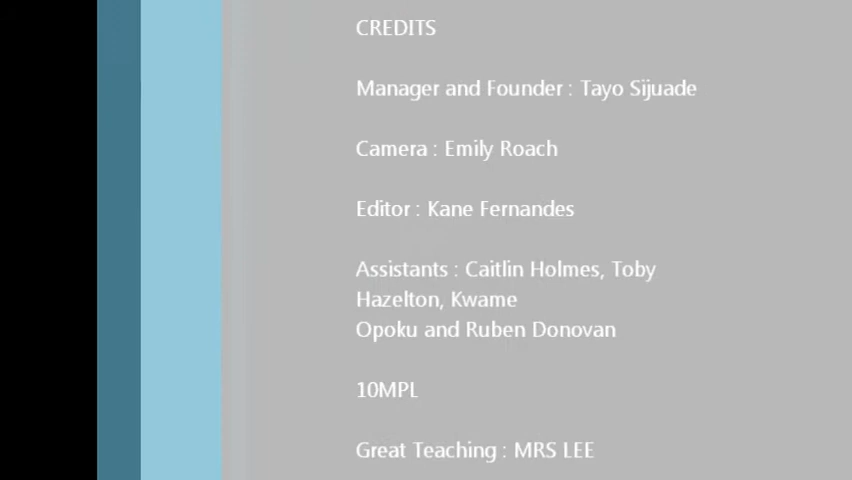 CREDITS
Manager and Founder : Tayo Sijuade
Camera : Emily Roach
Editor : Kane Fernandes
Assistants : Caitlin Holmes, Toby
Hazelton, Kwame
Opoku and Ruben Donovan
10MPL
Great Teaching : MRS LEE